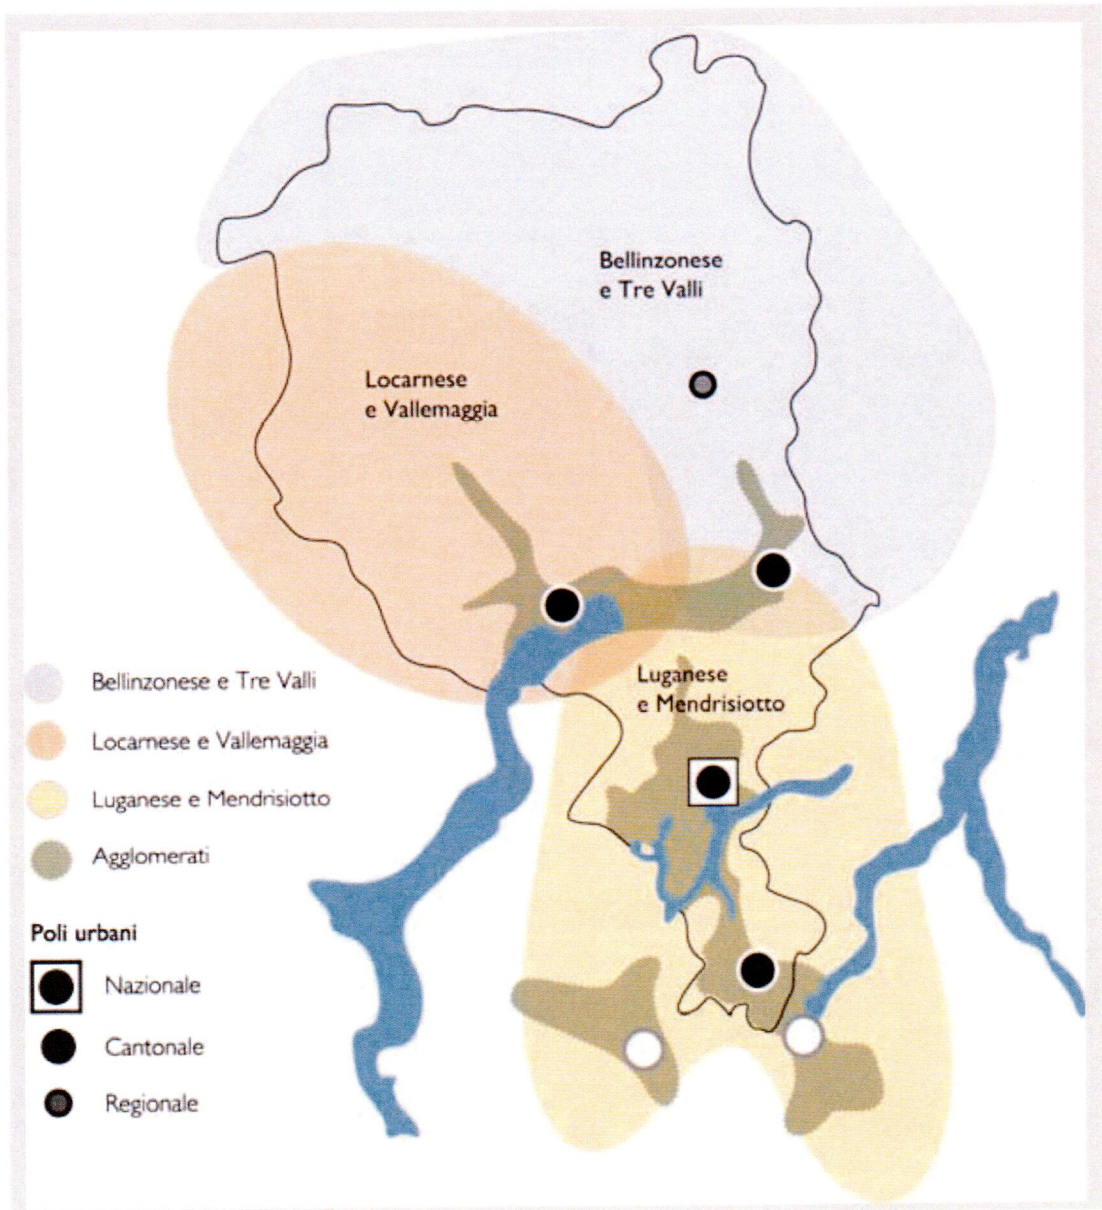 Bellinzonese
e Tre Valli
Locarnese
e Vallemaggia
Luganese
e Mendrisiotto
Bellinzonese e Tre Valli
Locarnese e Vallemaggia
Luganese e Mendrisiotto
Agglomerati
Poli urbani
Nazionale
Cantonale
Regionale